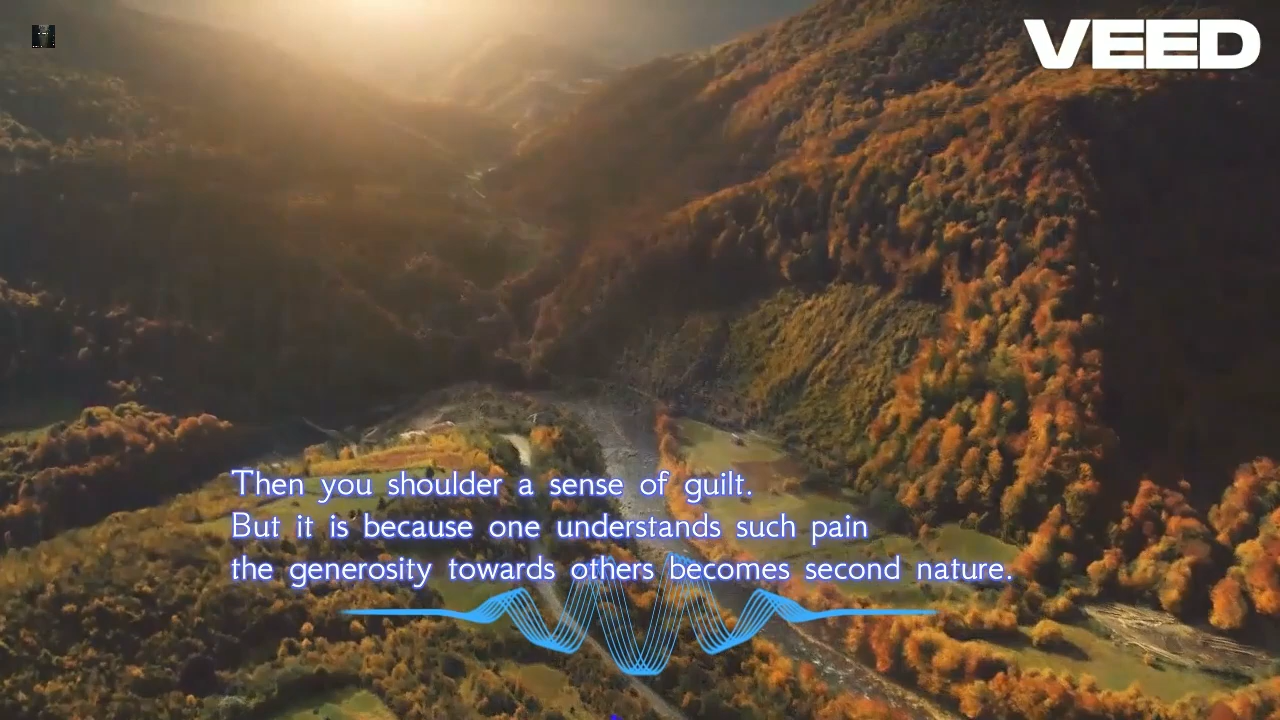 VEED
Then you shoulder a sense of guilt.
But it is because one understands such pain
the generosity towards others becomes second nature.